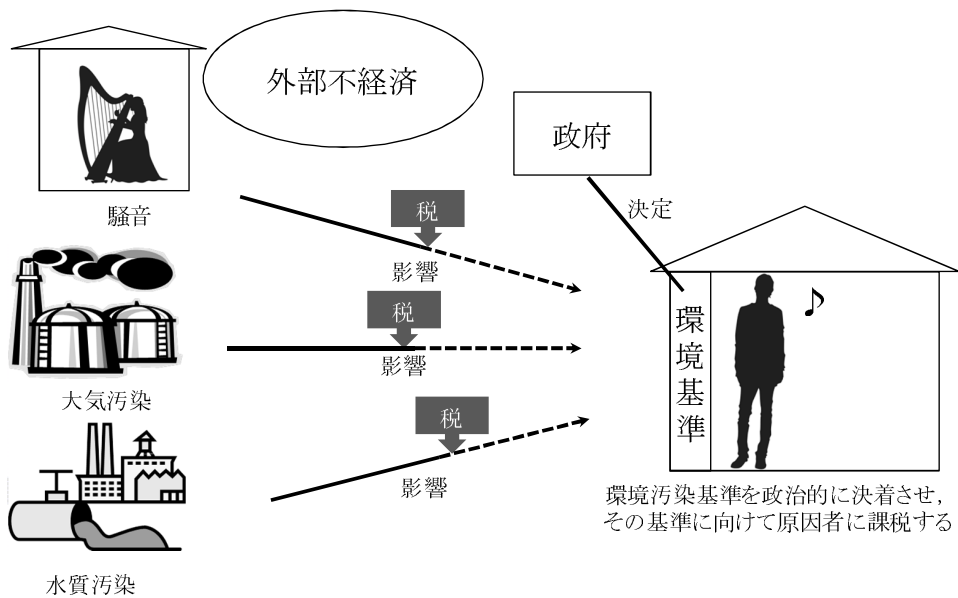 外部不経済
政府
決定
騒音
税
影響
大気汚染
税
影響
水質汚染
税
影響
環境基準
環境汚染基準を政治的に決着させ，
その基準に向けて原因者に課税する